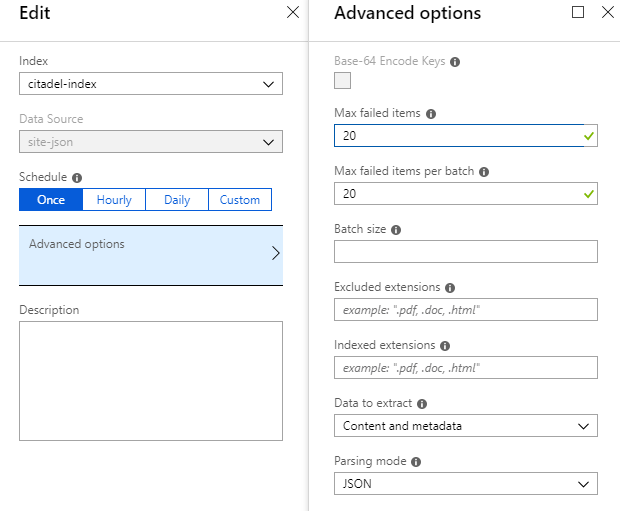 Edit
Index
citadel-index
Data Source
site-json
Schedule
Once Hourly Daily Custom
Advanced options
Description
Advanced options
Base-64 Encode Keys
Max failed items
20
Max failed items per batch
20
Batch size
Excluded extensions
example: ".pdf, .doc, .html"
Indexed extensions
example: ".pdf, .doc, .html"
Data to extract
Content and metadata
Parsing mode
JSON